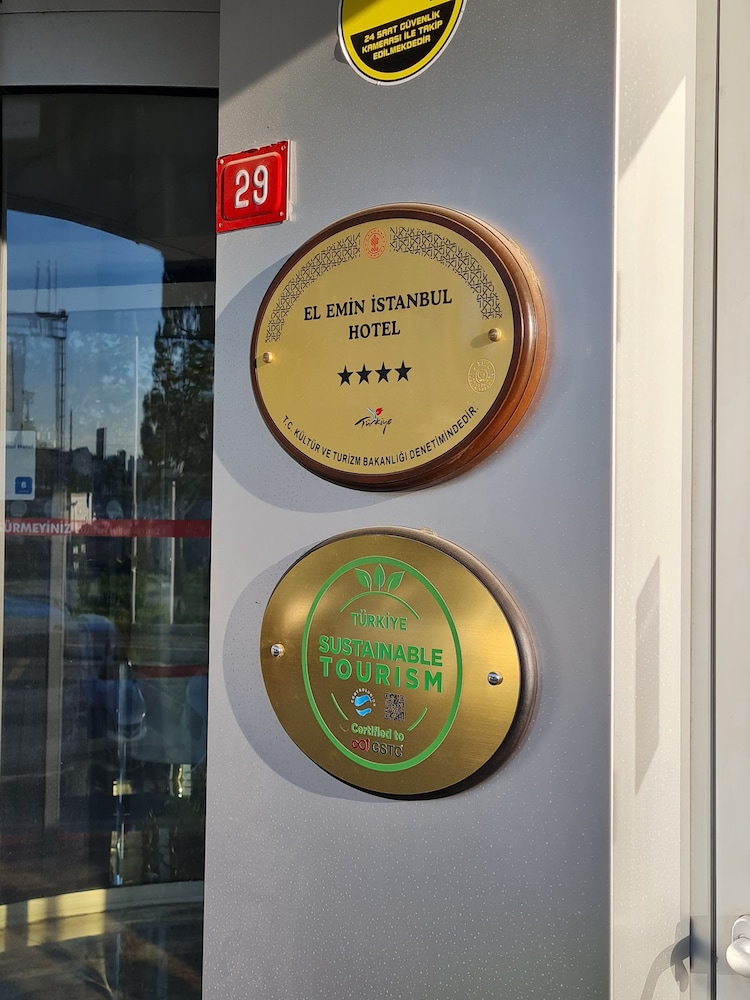 24 SAAT GÜVENLİK
KAMERASI İLE TAKİP
EDİLMEKDEDİR
29
EL EMİN İSTANBUL
HOTEL
Türkiye
T.C. KÜLTÜR VE TURİZM BAKANLIĞI DENETİMİNDEDİR.
ÜRMEYİNİZ
TÜRKİYE
SUSTAINABLE
TOURISM
Certified to
GSTC